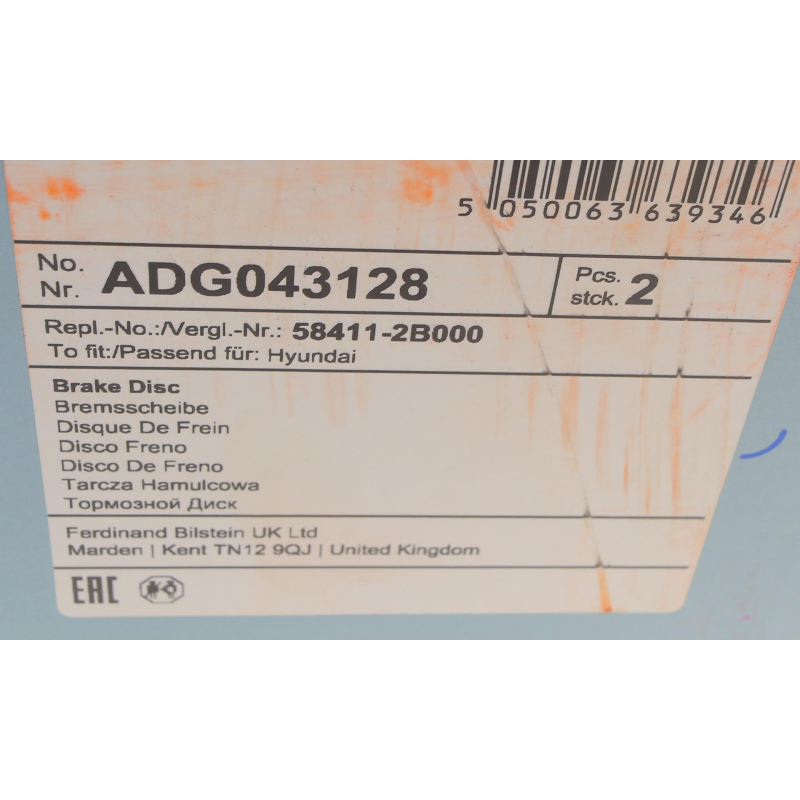 5 050063 639346
No. Nr. ADG043128 Pcs. stck. 2
Repl.-No.:/Vergl.-Nr.: 58411-2B000
To fit:/Passend für: Hyundai
Brake Disc
Bremsscheibe
Disque De Frein
Disco Freno
Disco De Freno
Tarcza Hamulcowa
Тормозной Диск
Ferdinand Bilstein UK Ltd
Marden | Kent TN12 9QJ | United Kingdom
EAC